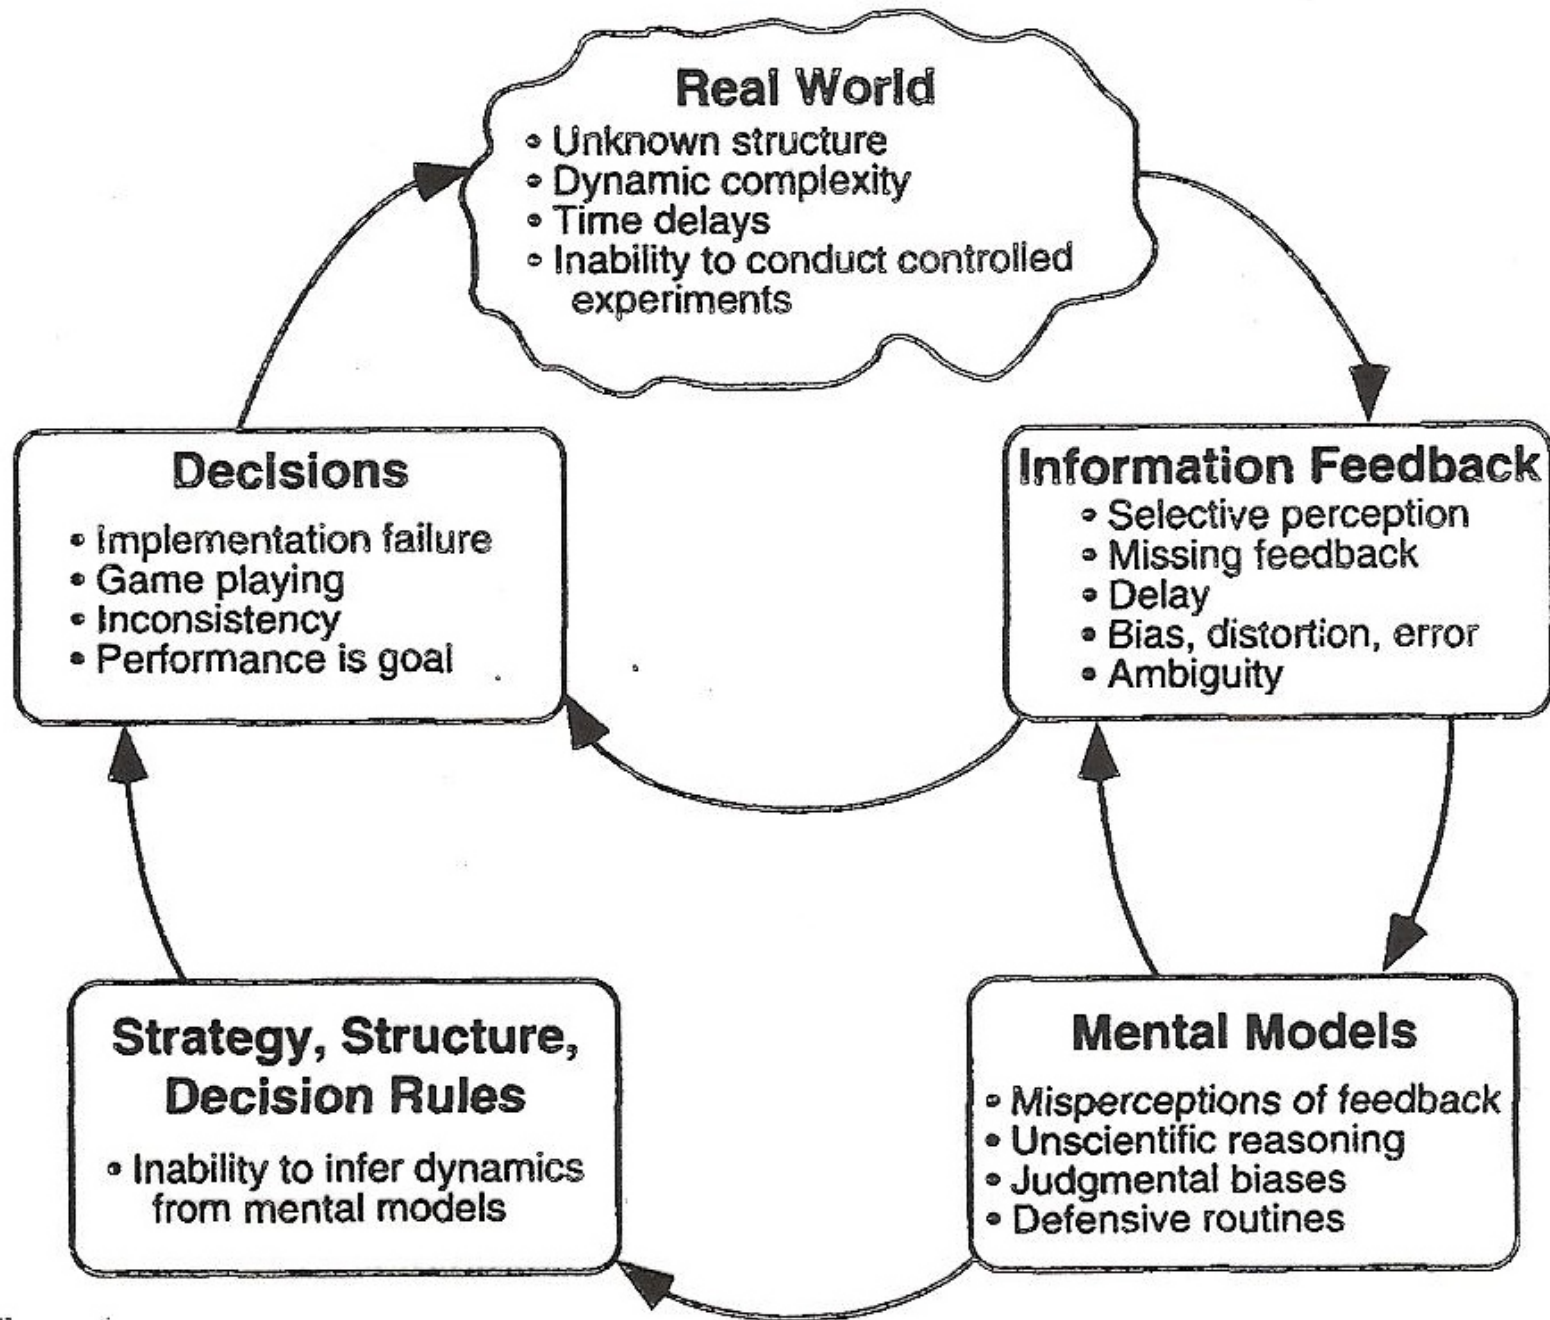 Real World
• Unknown structure
• Dynamic complexity
• Time delays
• Inability to conduct controlled
experiments
Decisions
• Implementation failure
• Game playing
• Inconsistency
• Performance is goal
Information Feedback
• Selective perception
• Missing feedback
• Delay
• Bias, distortion, error
• Ambiguity
Strategy, Structure,
Decision Rules
• Inability to infer dynamics
from mental models
Mental Models
• Misperceptions of feedback
• Unscientific reasoning
• Judgmental biases
• Defensive routines